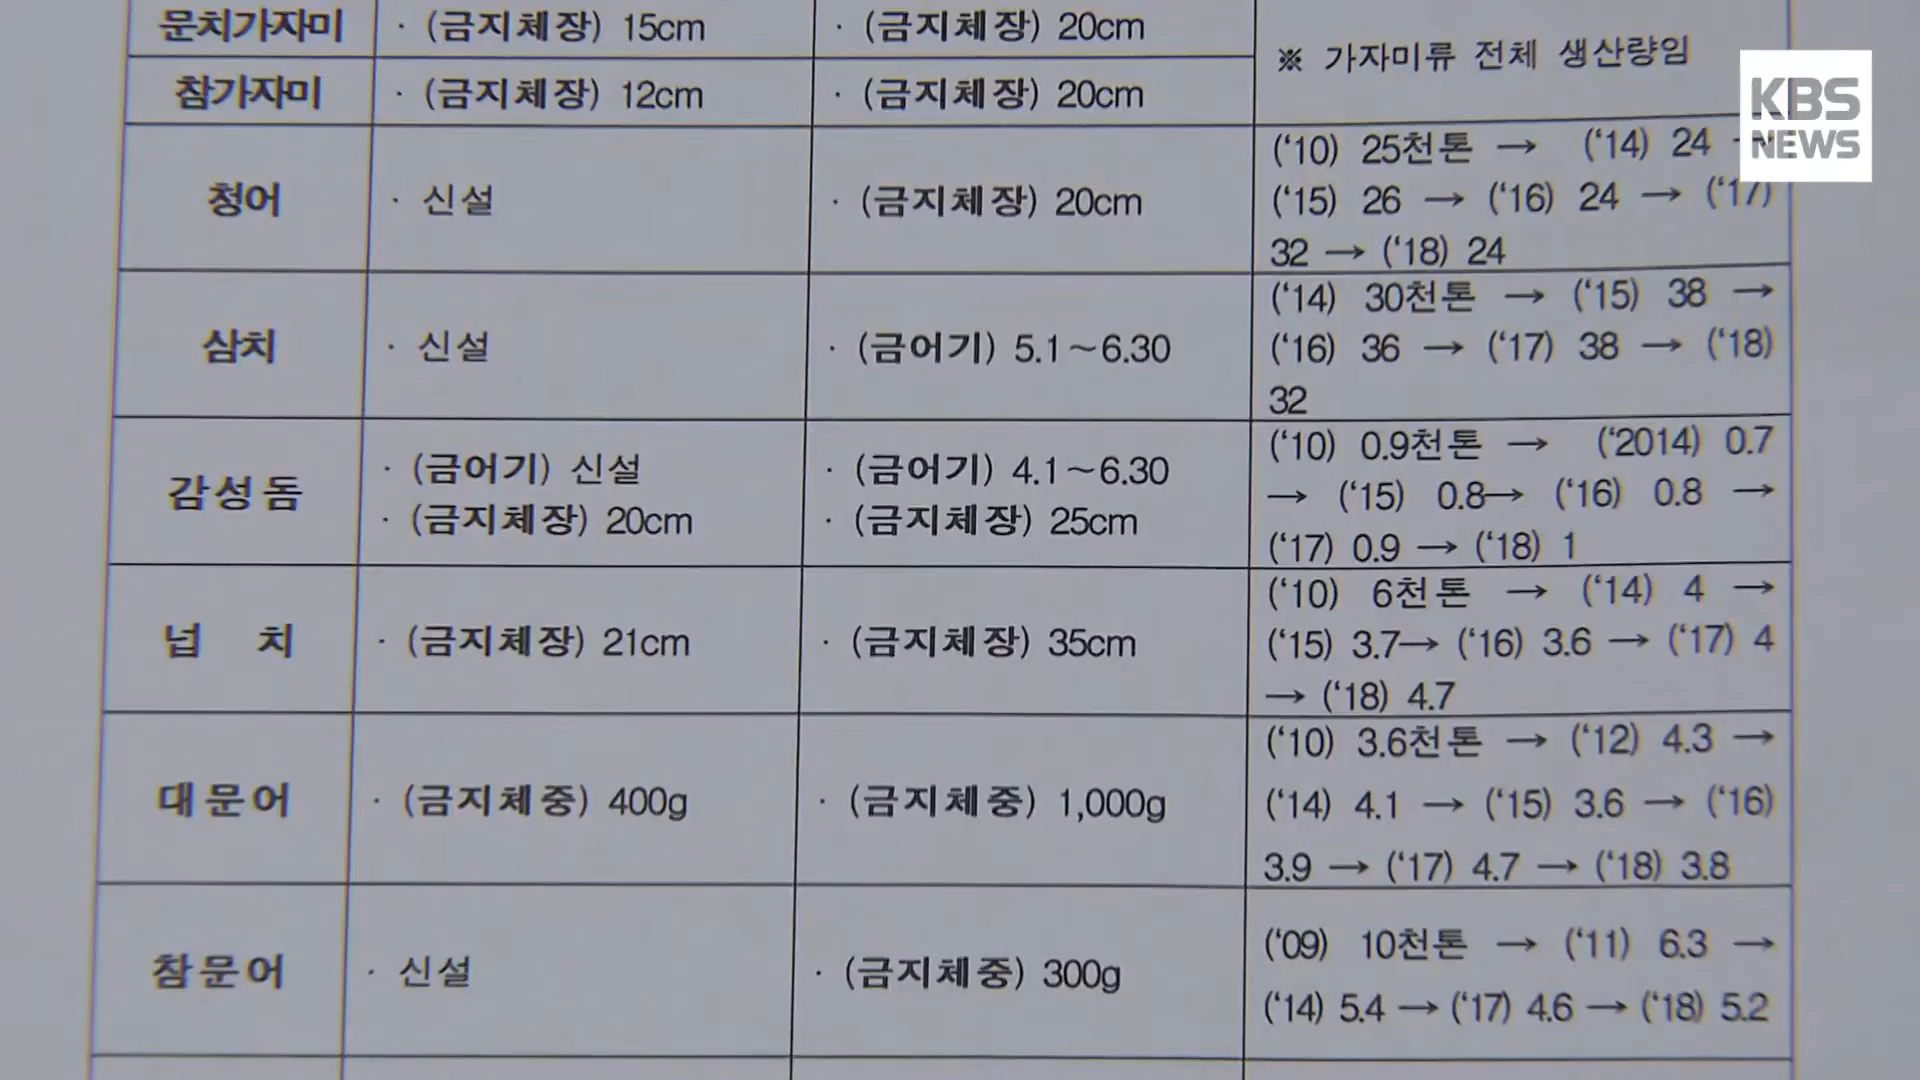 문치가자미 · (금지체장) 15cm · (금지체장) 20cm
※ 가자미류 전체 생산량임
참가자미 · (금지체장) 12cm · (금지체장) 20cm
KBS
NEWS
청어 · 신설 · (금지체장) 20cm
(‘10) 25천톤 → (‘14) 24 →
(‘15) 26 → (‘16) 24 → (‘17)
32 → (‘18) 24
삼치 · 신설 · (금어기) 5.1～6.30
(‘14) 30천톤 → (‘15) 38 →
(‘16) 36 → (‘17) 38 → (‘18)
32
감성돔
· (금어기) 신설
· (금지체장) 20cm
· (금어기) 4.1～6.30
· (금지체장) 25cm
(‘10) 0.9천톤 → (‘2014) 0.7
→ (‘15) 0.8→ (‘16) 0.8 →
(‘17) 0.9 → (‘18) 1
넙 치 · (금지체장) 21cm · (금지체장) 35cm
(‘10) 6천톤 → (‘14) 4 →
(‘15) 3.7→ (‘16) 3.6 → (‘17) 4
→ (‘18) 4.7
대문어 · (금지체중) 400g · (금지체중) 1,000g
(‘10) 3.6천톤 → (‘12) 4.3 →
(‘14) 4.1 → (‘15) 3.6 → (‘16)
3.9 → (‘17) 4.7 → (‘18) 3.8
참문어 · 신설 · (금지체중) 300g
(‘09) 10천톤 → (‘11) 6.3 →
(‘14) 5.4 → (‘17) 4.6 → (‘18) 5.2